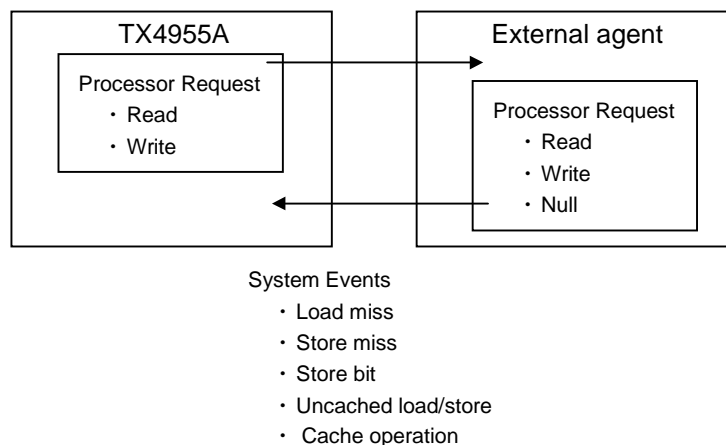 TX4955A
Processor Request
・ Read
・ Write
External agent
Processor Request
・ Read
・ Write
・ Null
System Events
・ Load miss
・ Store miss
・ Store bit
・ Uncached load/store
・ Cache operation